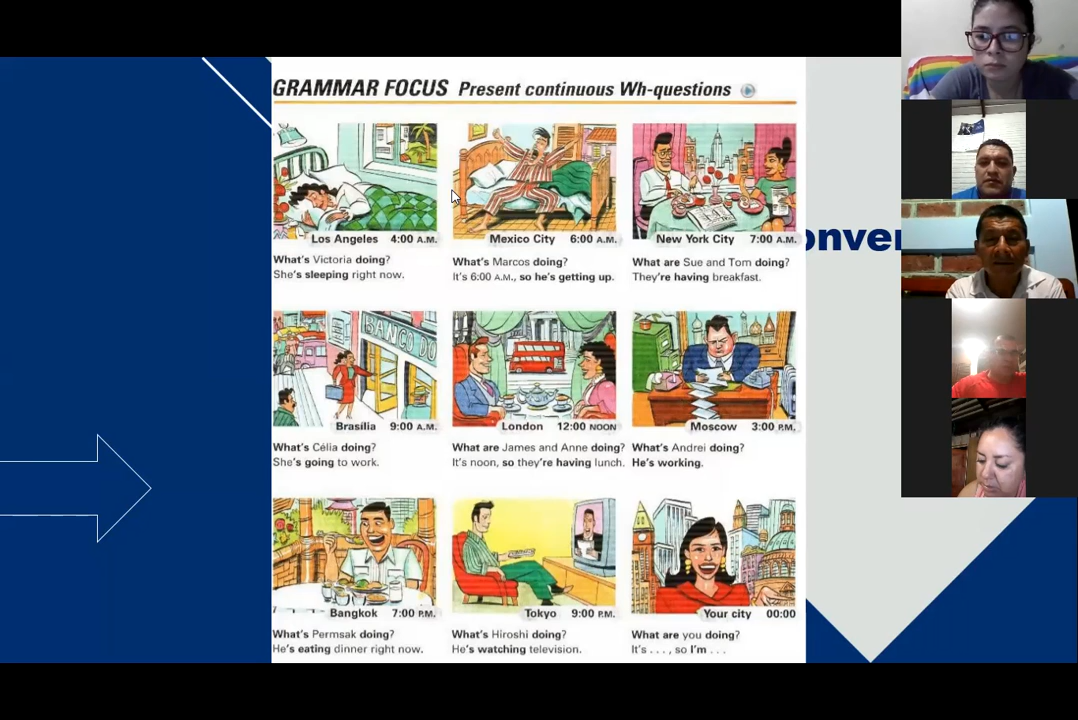 GRAMMAR FOCUS Present continuous Wh-questions
Los Angeles 4:00 A.M.
What's Victoria doing?
She's sleeping right now.
Mexico City 6:00 A.M.
What's Marcos doing?
It's 6:00 A.M., so he's getting up.
New York City 7:00 A.M.
What are Sue and Tom doing?
They're having breakfast.
BANCO DO
Brasília 9:00 A.M.
What's Célia doing?
She's going to work.
London 12:00 NOON
What are James and Anne doing?
It's noon, so they're having lunch.
Moscow 3:00 P.M.
What's Andrei doing?
He's working.
Bangkok 7:00 P.M.
What's Permsak doing?
He's eating dinner right now.
Tokyo 9:00 P.M.
What's Hiroshi doing?
He's watching television.
Your city 00:00
What are you doing?
It's . . . , so I'm . . .
onver